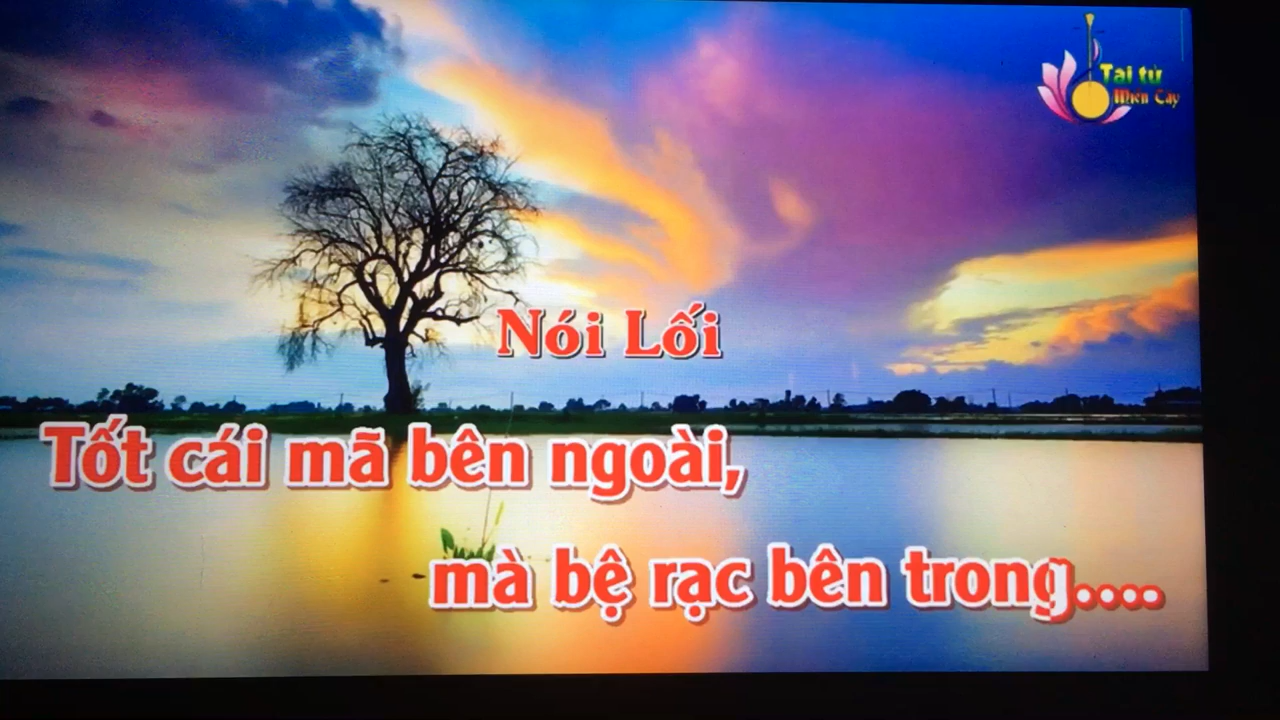 Tài tử
Miền Tây
Nói Lối
Tốt cái mã bên ngoài,
mà bệ rạc bên trong....